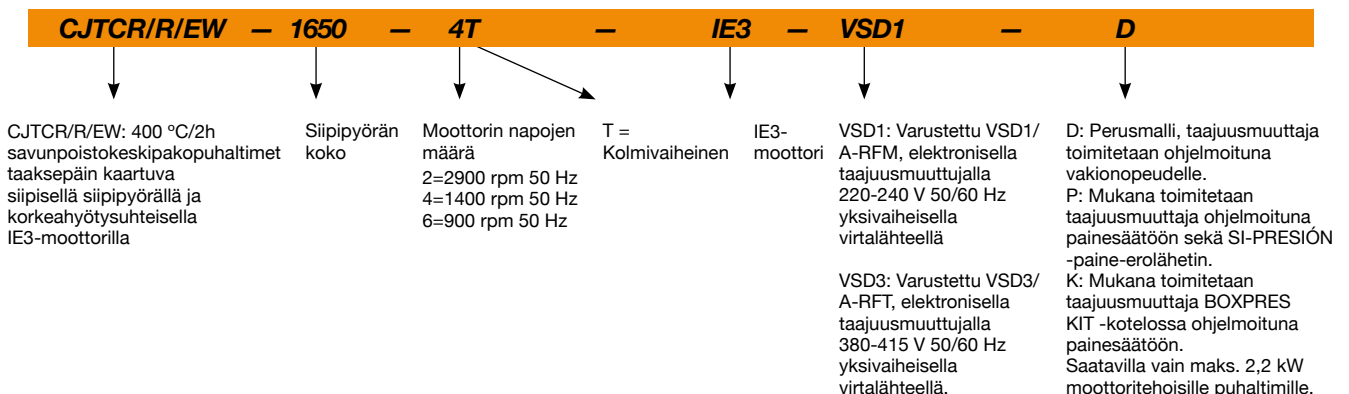 CJTCR/R/EW — 1650 — 4T — IE3 — VSD1 — D
CJTCR/R/EW: 400 ºC/2h
savunpoistokeskipakopuhaltimet
taaksepäin kaartuva
siipisellä siipipyörällä ja
korkeahyötysuhteisella
IE3-moottorilla
Siipipyörän
koko
Moottorin napojen
määrä
2=2900 rpm 50 Hz
4=1400 rpm 50 Hz
6=900 rpm 50 Hz
T =
Kolmivaiheinen
IE3-
moottori
VSD1: Varustettu VSD1/
A-RFM, elektronisella
taajuusmuuttujalla
220-240 V 50/60 Hz
yksivaiheisella
virtalähteellä
VSD3: Varustettu VSD3/
A-RFT, elektronisella
taajuusmuuttujalla
380-415 V 50/60 Hz
yksivaiheisella
virtalähteellä.
D: Perusmalli, taajuusmuuttaja
toimitetaan ohjelmoituna
vakionopeudelle.
P: Mukana toimitetaan
taajuusmuuttaja ohjelmoituna
painesäätöön sekä SI-PRESIÓN
-paine-erolähetin.
K: Mukana toimitetaan
taajuusmuuttaja BOXPRES
KIT -kotelossa ohjelmoituna
painesäätöön.
Saatavilla vain maks. 2,2 kW
moottoritehoisille puhaltimille.